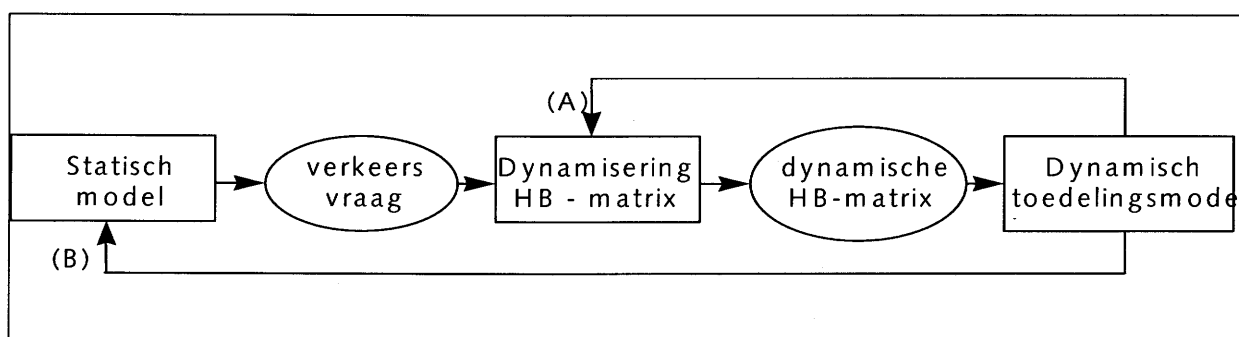 (A)
Statisch
model
verkeers
vraag
Dynamisering
HB - matrix
dynamische
HB-matrix
Dynamisch
toedelingsmode
(B)